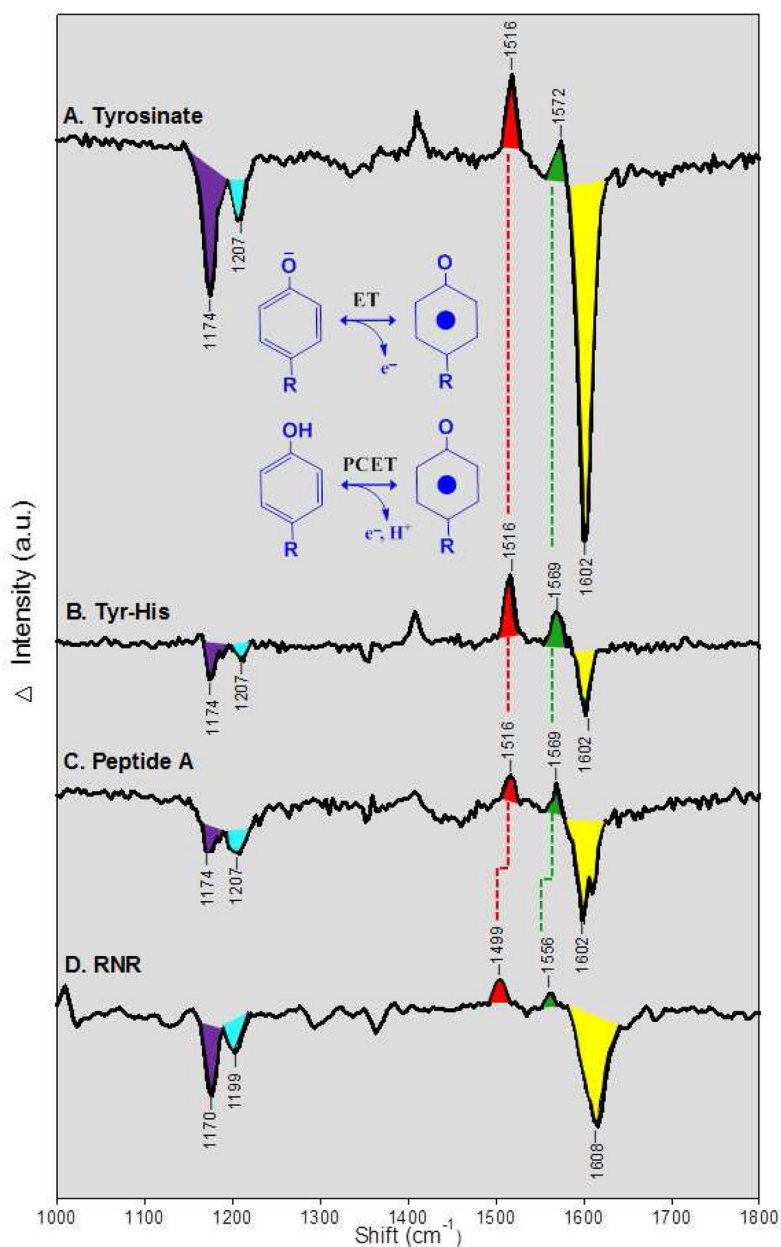 A. Tyrosinate
1516
1572
1174
1207
1602
O
R
ET
e⁻
O
R
OH
R
PCET
e⁻, H⁺
O
R
B. Tyr-His
1516
1569
1174
1207
1602
C. Peptide A
1516
1569
1174
1207
1602
D. RNR
1499
1556
1170
1199
1608
△ Intensity (a.u.)
1000 1100 1200 1300 1400 1500 1600 1700 1800
Shift (cm⁻¹)